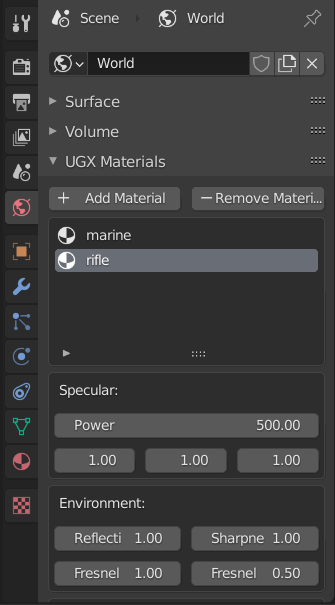 Scene World
World
Surface
Volume
UGX Materials
Add Material Remove Materi...
marine
rifle
Specular:
Power 500.00
1.00 1.00 1.00
Environment:
Reflecti 1.00 Sharpne 1.00
Fresnel 1.00 Fresnel 0.50